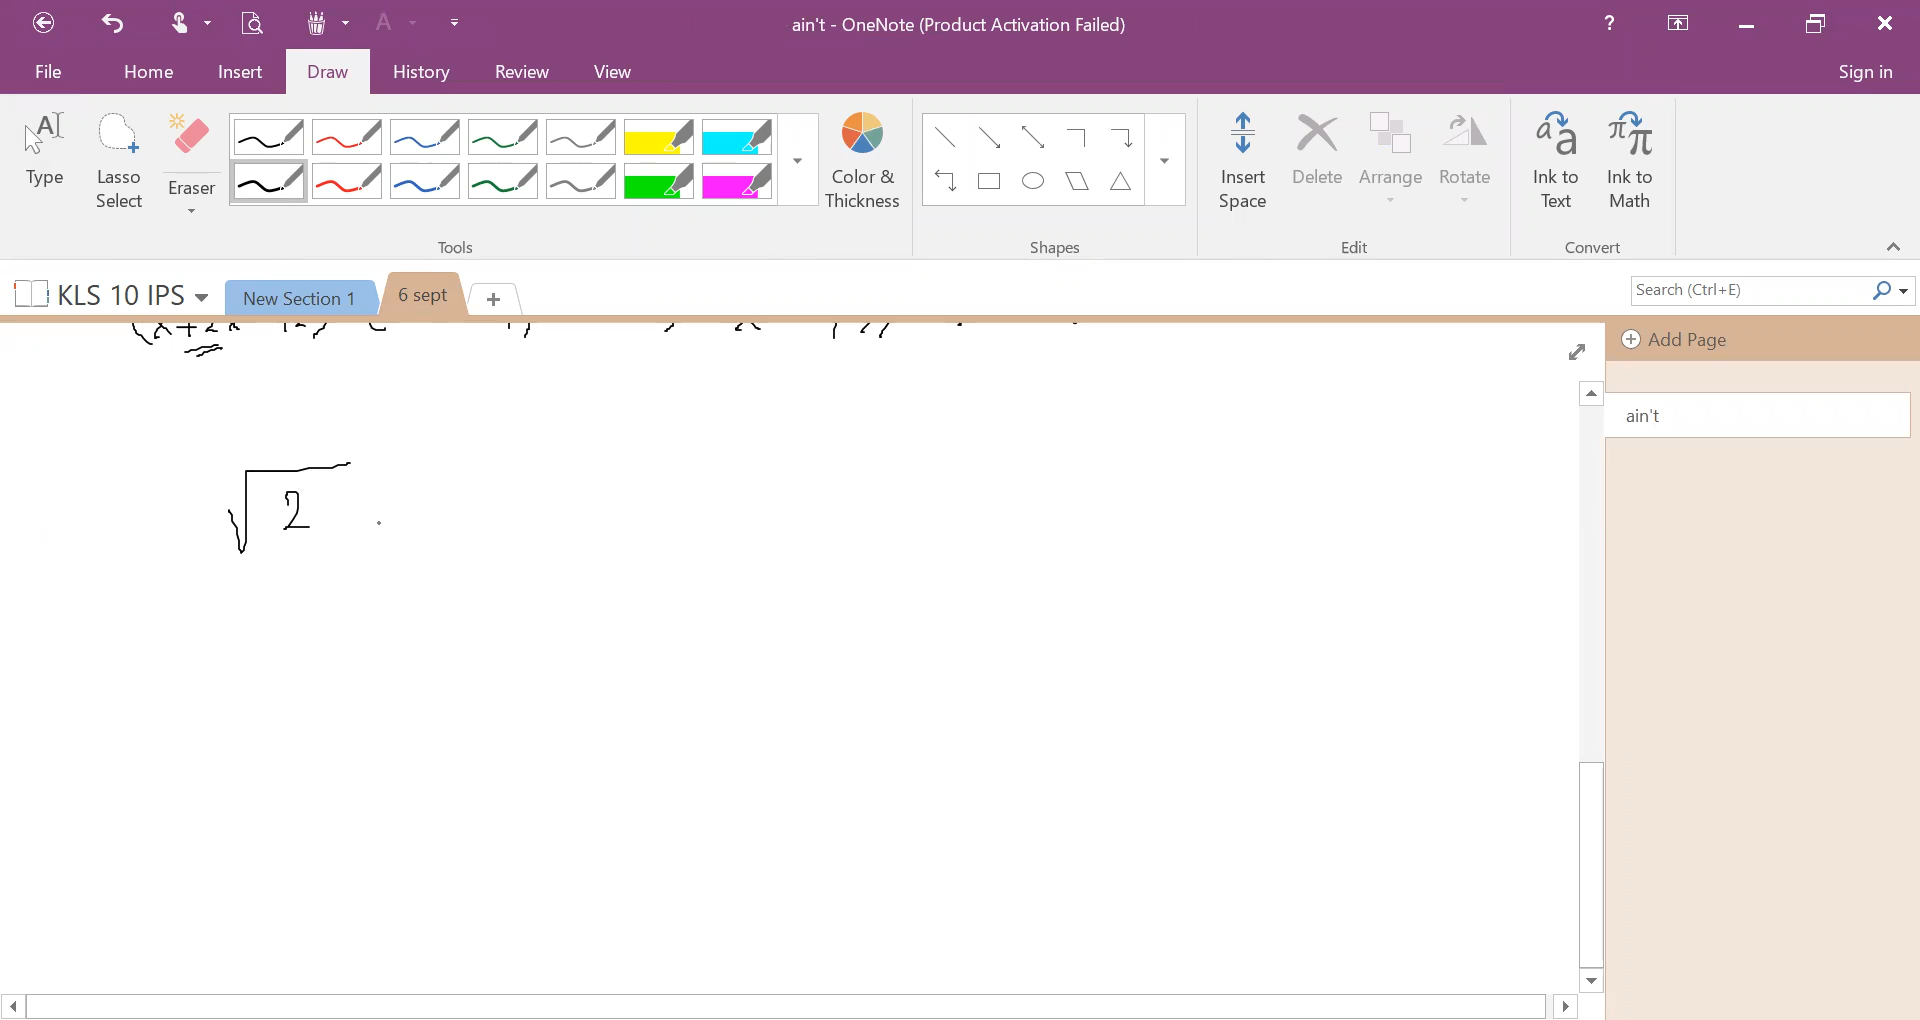 ain't - OneNote (Product Activation Failed)
?
File Home Insert Draw History Review View Sign in
Type
Lasso Select
Eraser
Color & Thickness
Insert Space
Delete
Arrange
Rotate
Ink to Text
Ink to Math
Tools Shapes Edit Convert
KLS 10 IPS New Section 1 6 sept + Search (Ctrl+E)
Add Page
ain't
√2